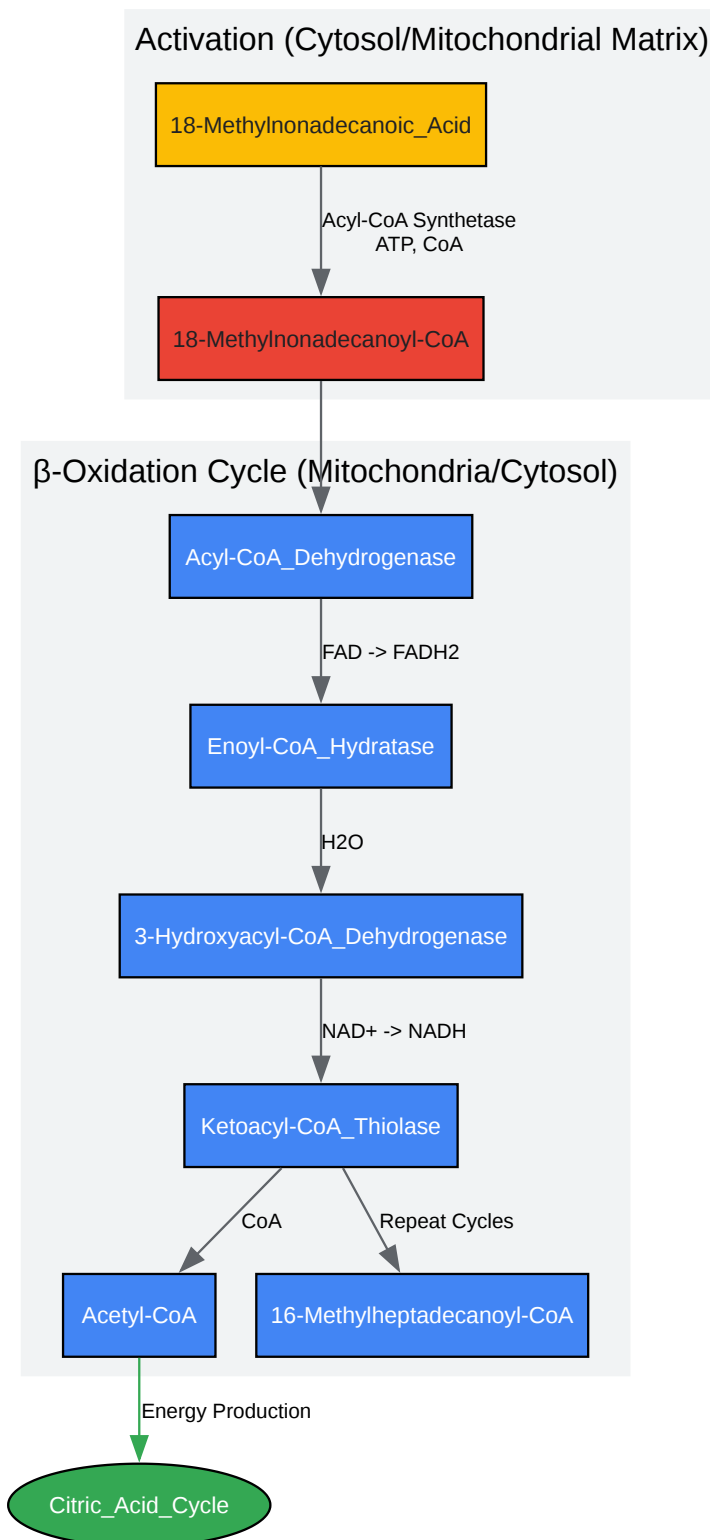 Activation (Cytosol/Mitochondrial Matrix)
18-Methylnonadecanoic_Acid
Acyl-CoA Synthetase
ATP, CoA
18-Methylnonadecanoyl-CoA
β-Oxidation Cycle (Mitochondria/Cytosol)
Acyl-CoA_Dehydrogenase
FAD -> FADH2
Enoyl-CoA_Hydratase
H2O
3-Hydroxyacyl-CoA_Dehydrogenase
NAD+ -> NADH
Ketoacyl-CoA_Thiolase
CoA
Repeat Cycles
Acetyl-CoA
16-Methylheptadecanoyl-CoA
Energy Production
Citric_Acid_Cycle